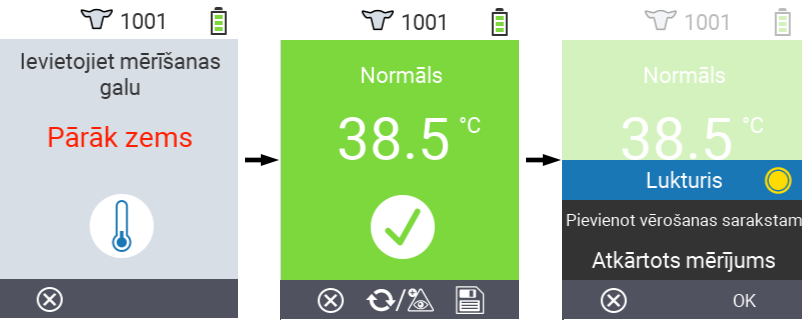 1001
Ievietojiet mērīšanas
galu
Pārāk zems
1001
Normāls
38.5 °C
1001
Normāls
38.5 °C
Lukturis
Pievienot vērošanas sarakstam
Atkārtots mērījums
OK